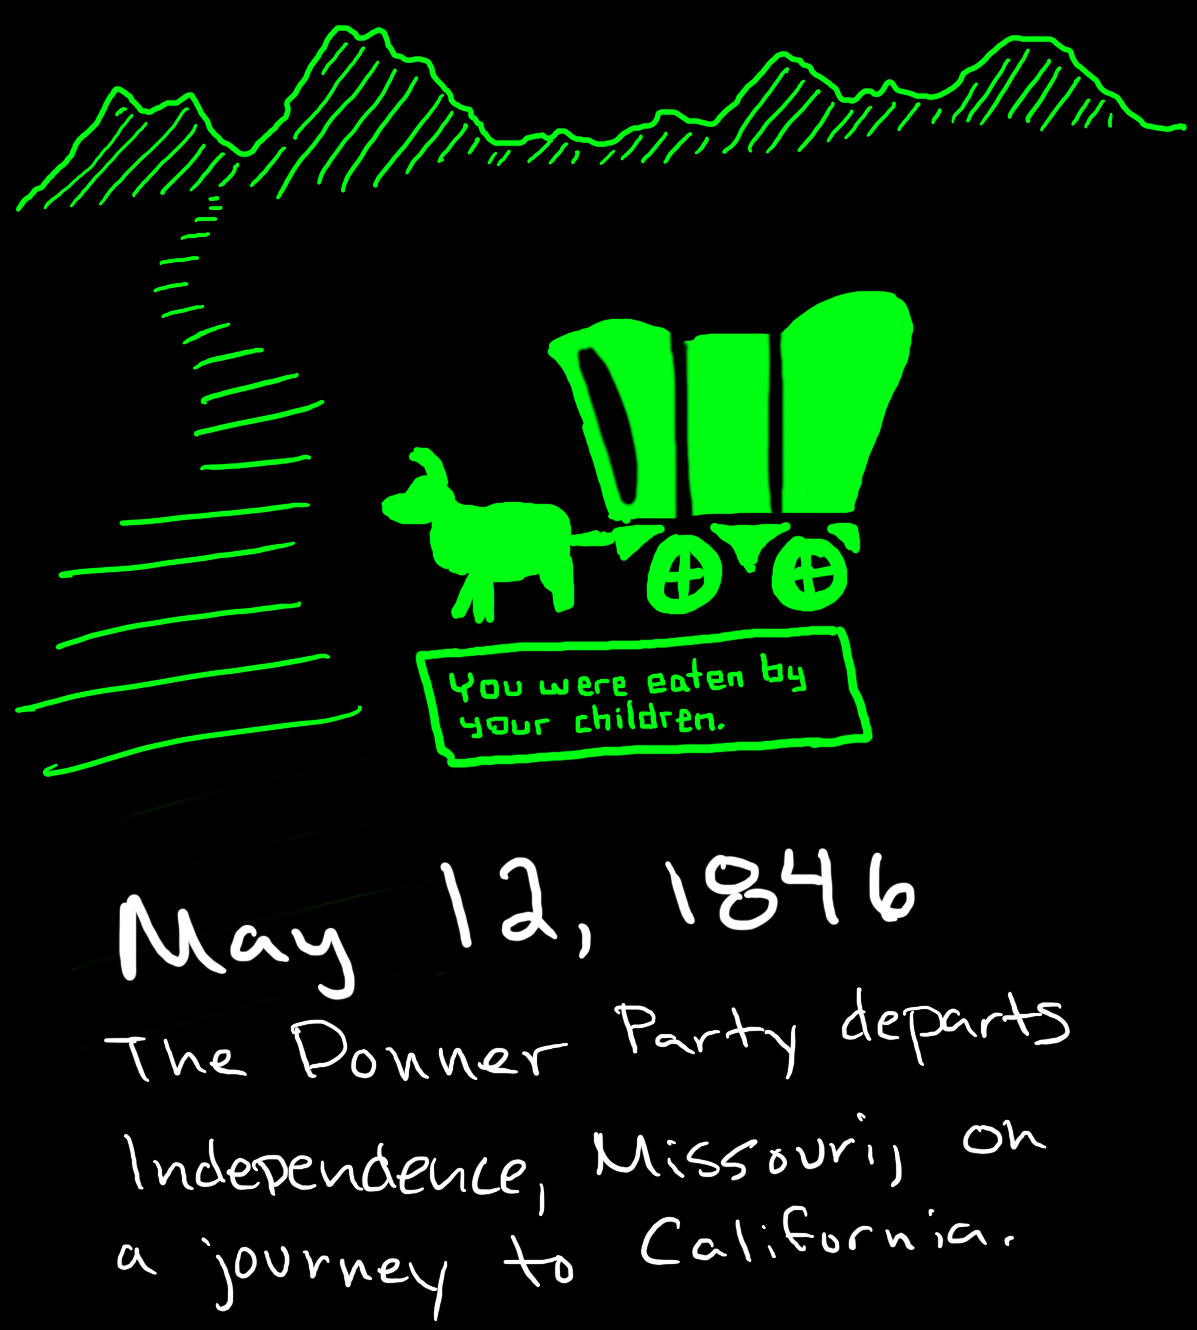 You were eaten by
your children.
May 12, 1846
The Donner Party departs
Independence, Missouri, on
a journey to California.